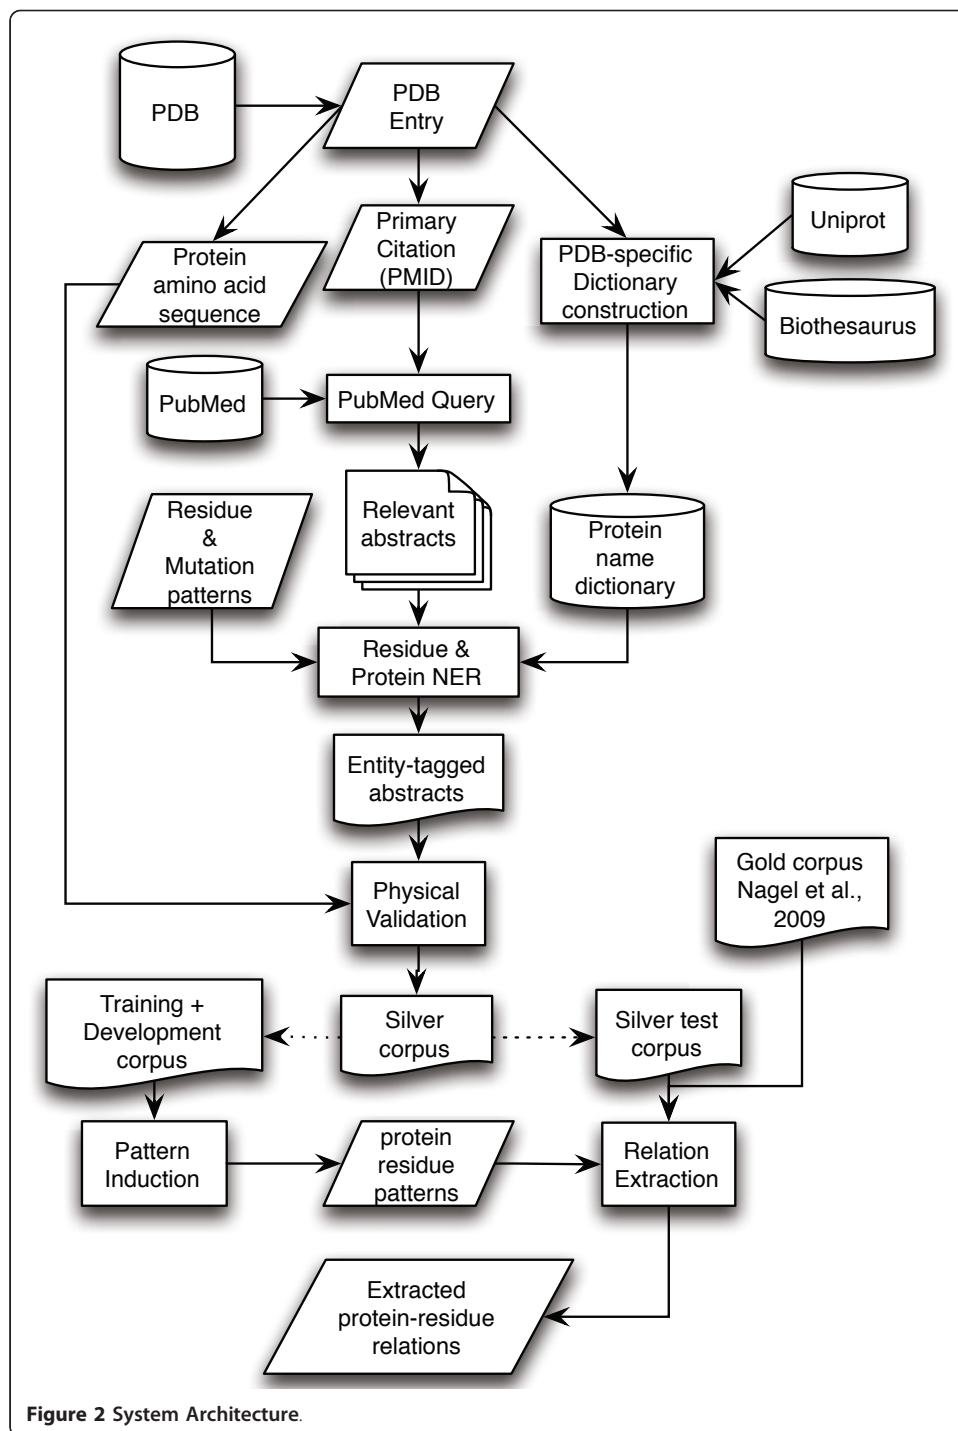 PDB
PDB
Entry
Primary
Citation
(PMID)
Protein
amino acid
sequence
PDB-specific
Dictionary
construction
Uniprot
Biothesaurus
PubMed
PubMed Query
Relevant
abstracts
Residue
&
Mutation
patterns
Protein
name
dictionary
Residue &
Protein NER
Entity-tagged
abstracts
Physical
Validation
Gold corpus
Nagel et al.,
2009
Training +
Development
corpus
Silver
corpus
Silver test
corpus
Pattern
Induction
protein
residue
patterns
Relation
Extraction
Extracted
protein-residue
relations
Figure 2 System Architecture.